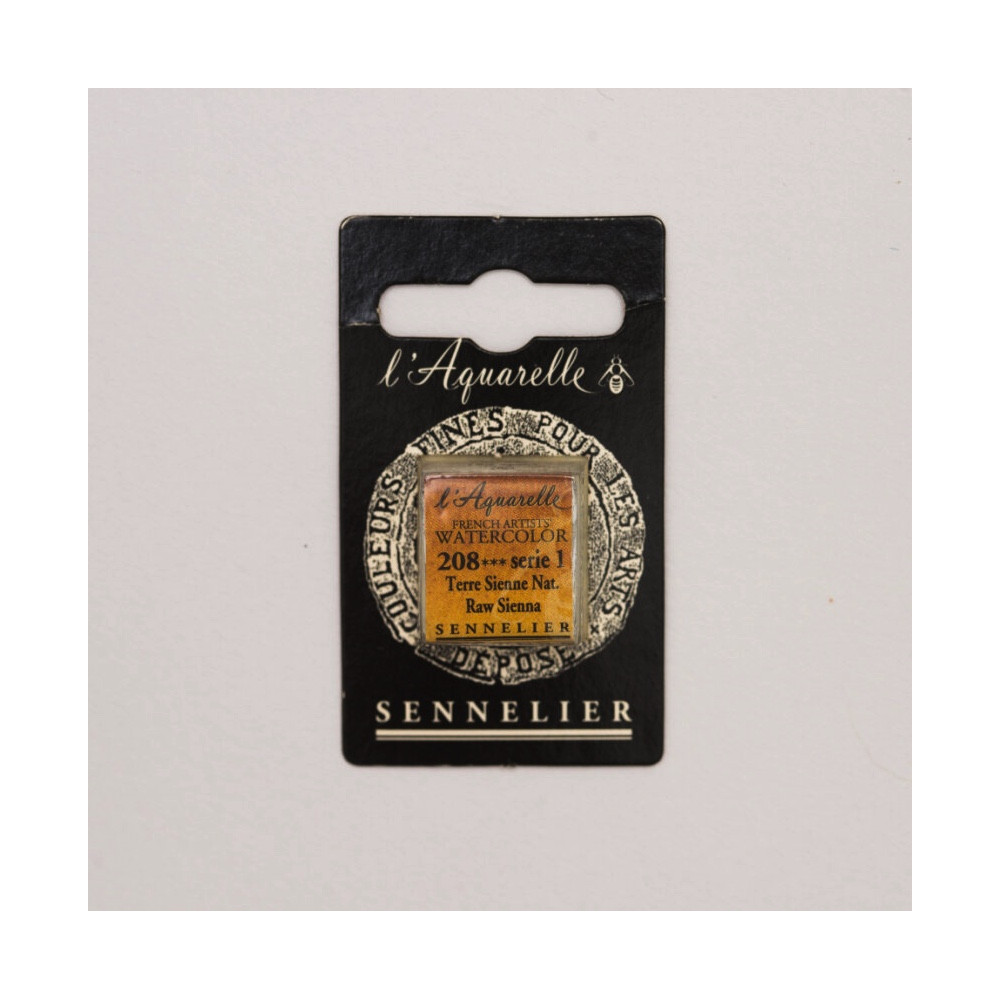 l'Aquarelle
COULEURS FINES POUR LES ARTS
l'Aquarelle
FRENCH ARTISTS'
WATERCOLOR
208*** serie 1
Terre Sienne Nat.
Raw Sienna
SENNELIER
DÉPOSÉ
SENNELIER